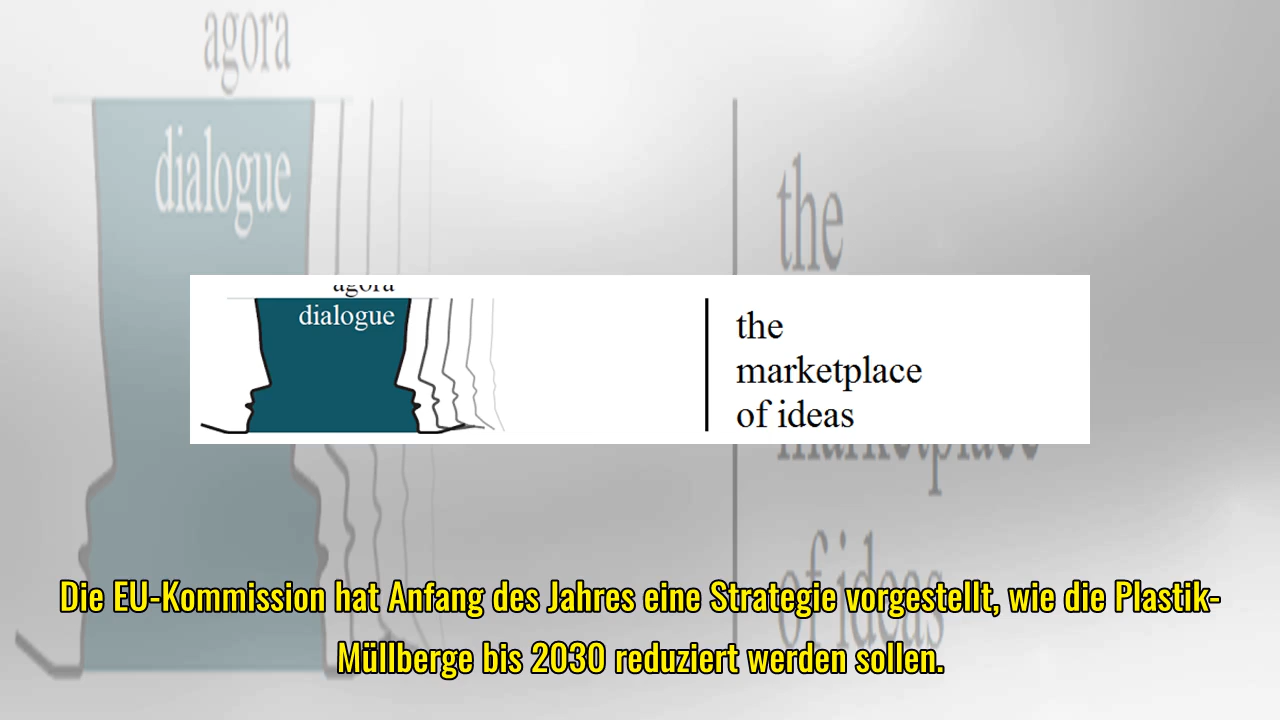 agora
dialogue
the
agora
dialogue
the
marketplace
of ideas
marketplace
of ideas
Die EU-Kommission hat Anfang des Jahres eine Strategie vorgestellt, wie die Plastik-
Müllberge bis 2030 reduziert werden sollen.